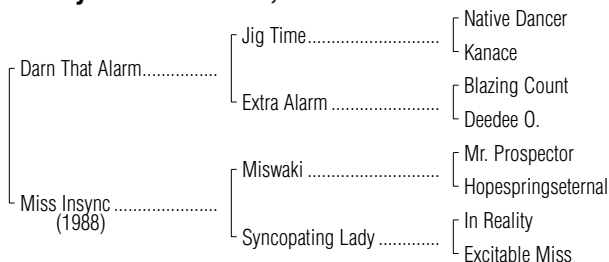 Native Dancer
Jig Time
Kanace
Darn That Alarm
Blazing Count
Extra Alarm
Deedee O.
Mr. Prospector
Miswaki
Hopespringseternal
Miss Insync
(1988)
In Reality
Syncopating Lady
Excitable Miss